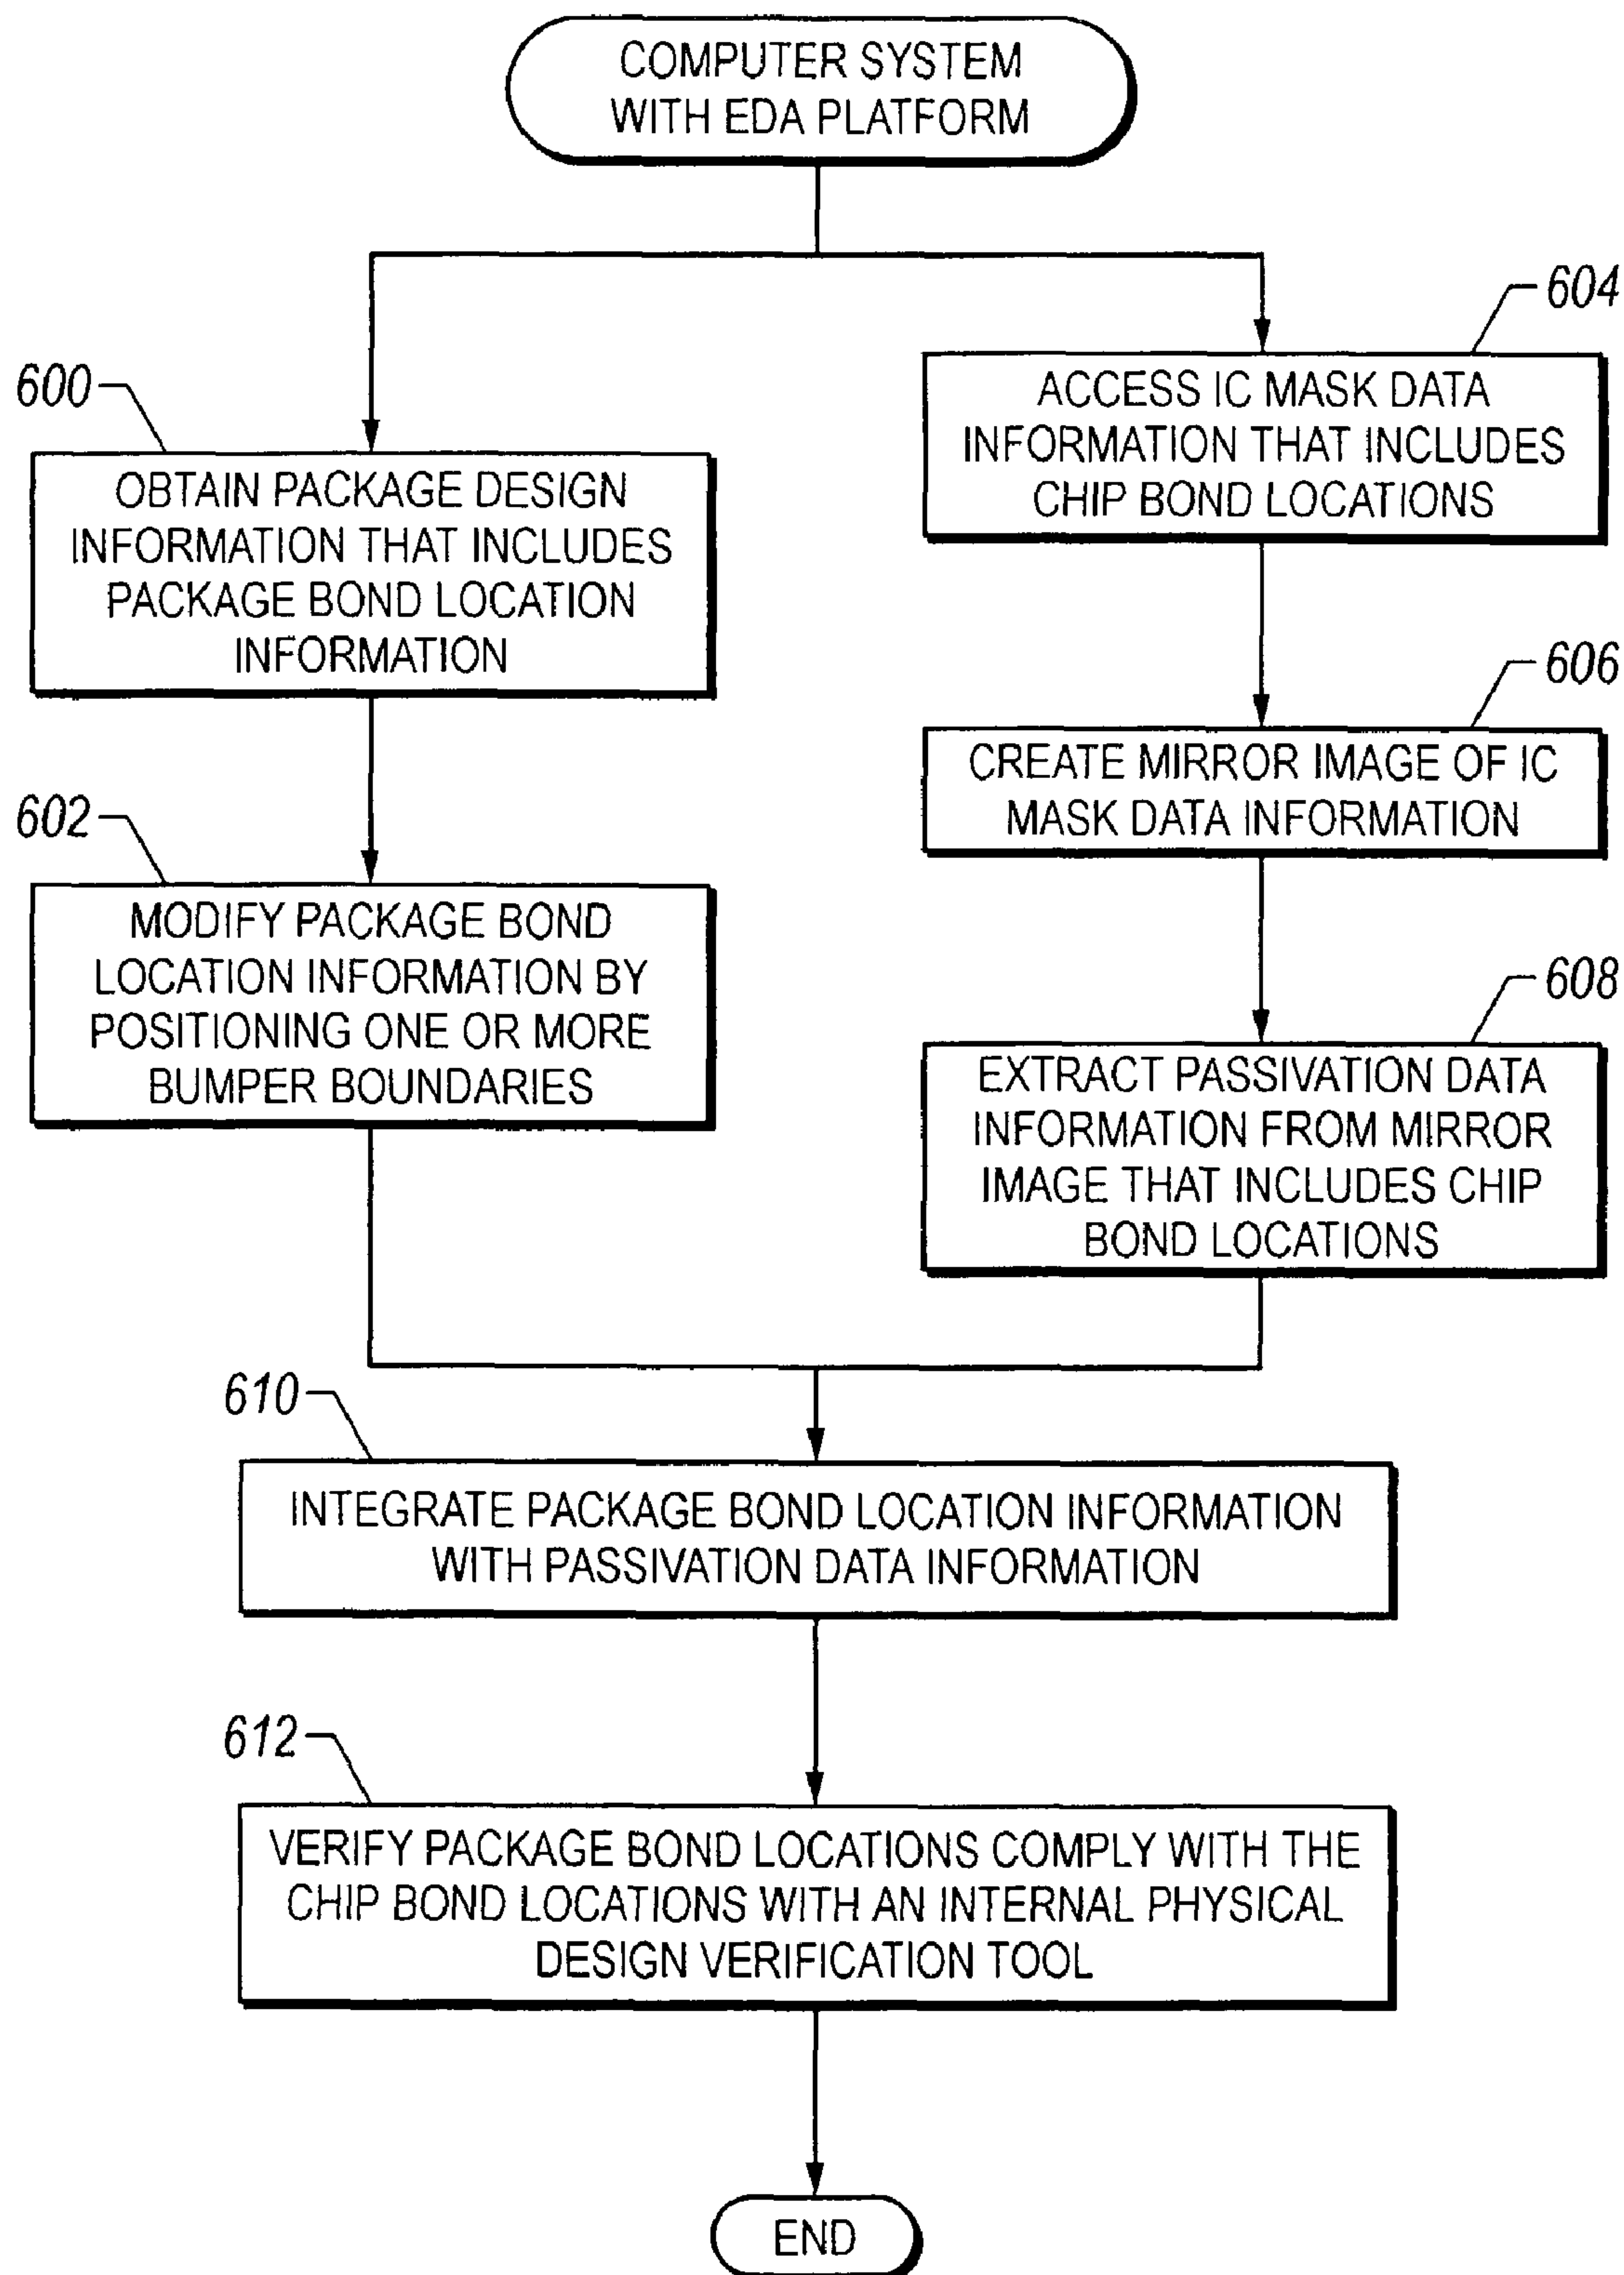 COMPUTER SYSTEM
WITH EDA PLATFORM
600
OBTAIN PACKAGE DESIGN
INFORMATION THAT INCLUDES
PACKAGE BOND LOCATION
INFORMATION
602
MODIFY PACKAGE BOND
LOCATION INFORMATION BY
POSITIONING ONE OR MORE
BUMPER BOUNDARIES
604
ACCESS IC MASK DATA
INFORMATION THAT INCLUDES
CHIP BOND LOCATIONS
606
CREATE MIRROR IMAGE OF IC
MASK DATA INFORMATION
608
EXTRACT PASSIVATION DATA
INFORMATION FROM MIRROR
IMAGE THAT INCLUDES CHIP
BOND LOCATIONS
610
INTEGRATE PACKAGE BOND LOCATION INFORMATION
WITH PASSIVATION DATA INFORMATION
612
VERIFY PACKAGE BOND LOCATIONS COMPLY WITH THE
CHIP BOND LOCATIONS WITH AN INTERNAL PHYSICAL
DESIGN VERIFICATION TOOL
END